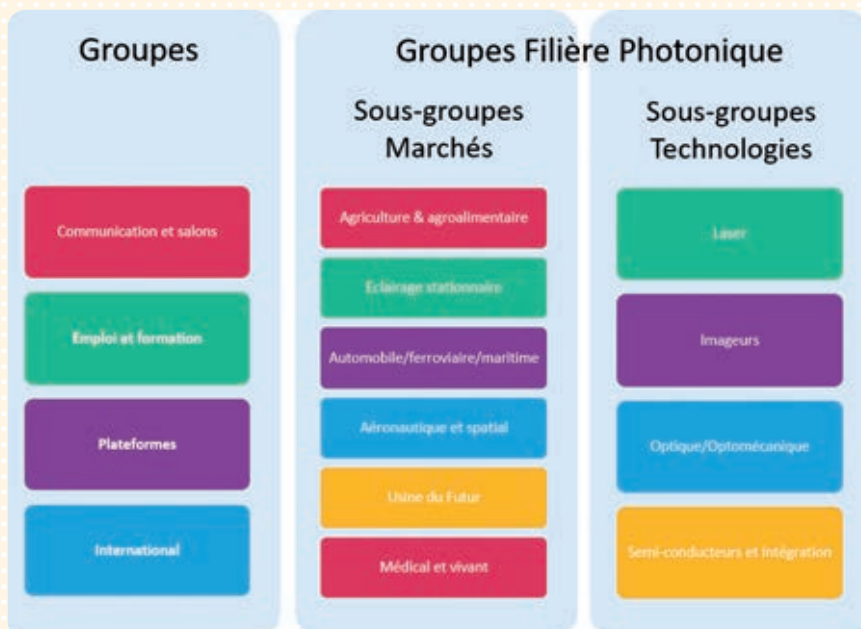 Groupes
Communication et salons
Emploi et formation
Plateformes
International
Groupes Filière Photonique
Sous-groupes
Marchés
Agriculture & agroalimentaire
Eclairage stationnaire
Automobile/ferroviaire/maritime
Aéronautique et spatial
Usine du Futur
Médical et vivant
Sous-groupes
Technologies
Laser
Imageurs
Optique/Optomécanique
Semi-conducteurs et intégration